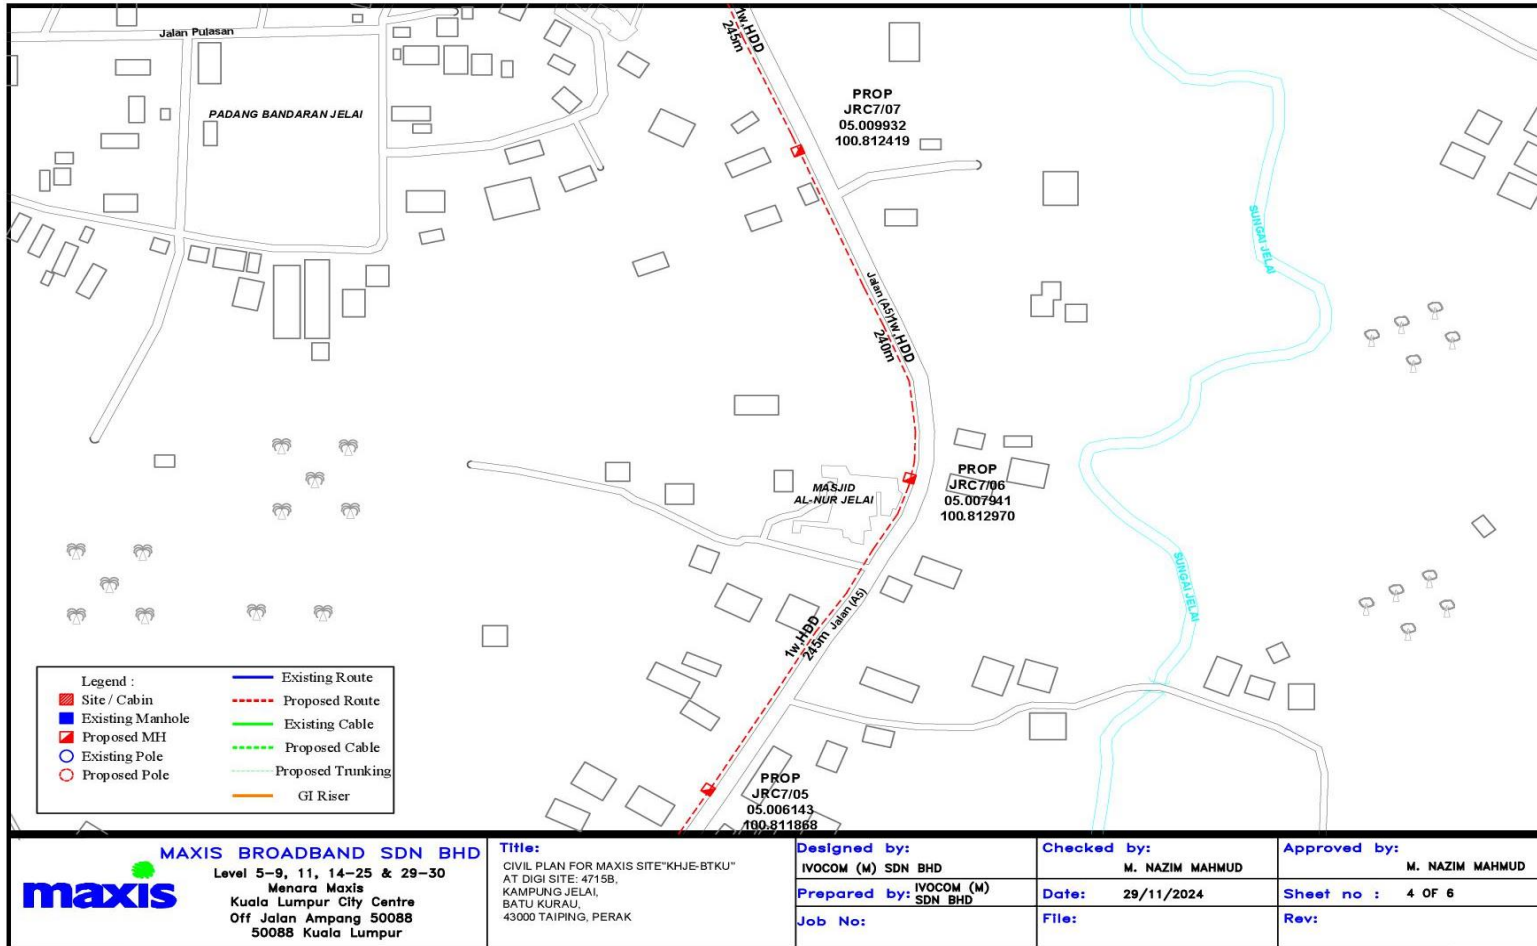 Jalan Pulasan
PADANG BANDARAN JELAI
1w,HDD
245m
PROP
JRC7/07
05.009932
100.812419
SUNGAI JELAI
Jalan (A5)
1w,HDD
240m
MASJID
AL-NUR JELAI
PROP
JRC7/06
05.007941
100.812970
SUNGAI JELAI
1w,HDD
245m
Jalan (A5)
PROP
JRC7/05
05.006143
100.811868
Legend :
Site / Cabin
Existing Manhole
Proposed MH
Existing Pole
Proposed Pole
Existing Route
Proposed Route
Existing Cable
Proposed Cable
Proposed Trunking
GI Riser
maxis
MAXIS BROADBAND SDN BHD
Level 5-9, 11, 14-25 & 29-30
Menara Maxis
Kuala Lumpur City Centre
Off Jalan Ampang 50088
50088 Kuala Lumpur
Title:
CIVIL PLAN FOR MAXIS SITE"KHJE-BTKU"
AT DIGI SITE: 4715B,
KAMPUNG JELAI,
BATU KURAU,
43000 TAIPING, PERAK
Designed by:
IVOCOM (M) SDN BHD
Prepared by: IVOCOM (M)
SDN BHD
Job No:
Checked by:
M. NAZIM MAHMUD
Date: 29/11/2024
File:
Approved by:
M. NAZIM MAHMUD
Sheet no : 4 OF 6
Rev: